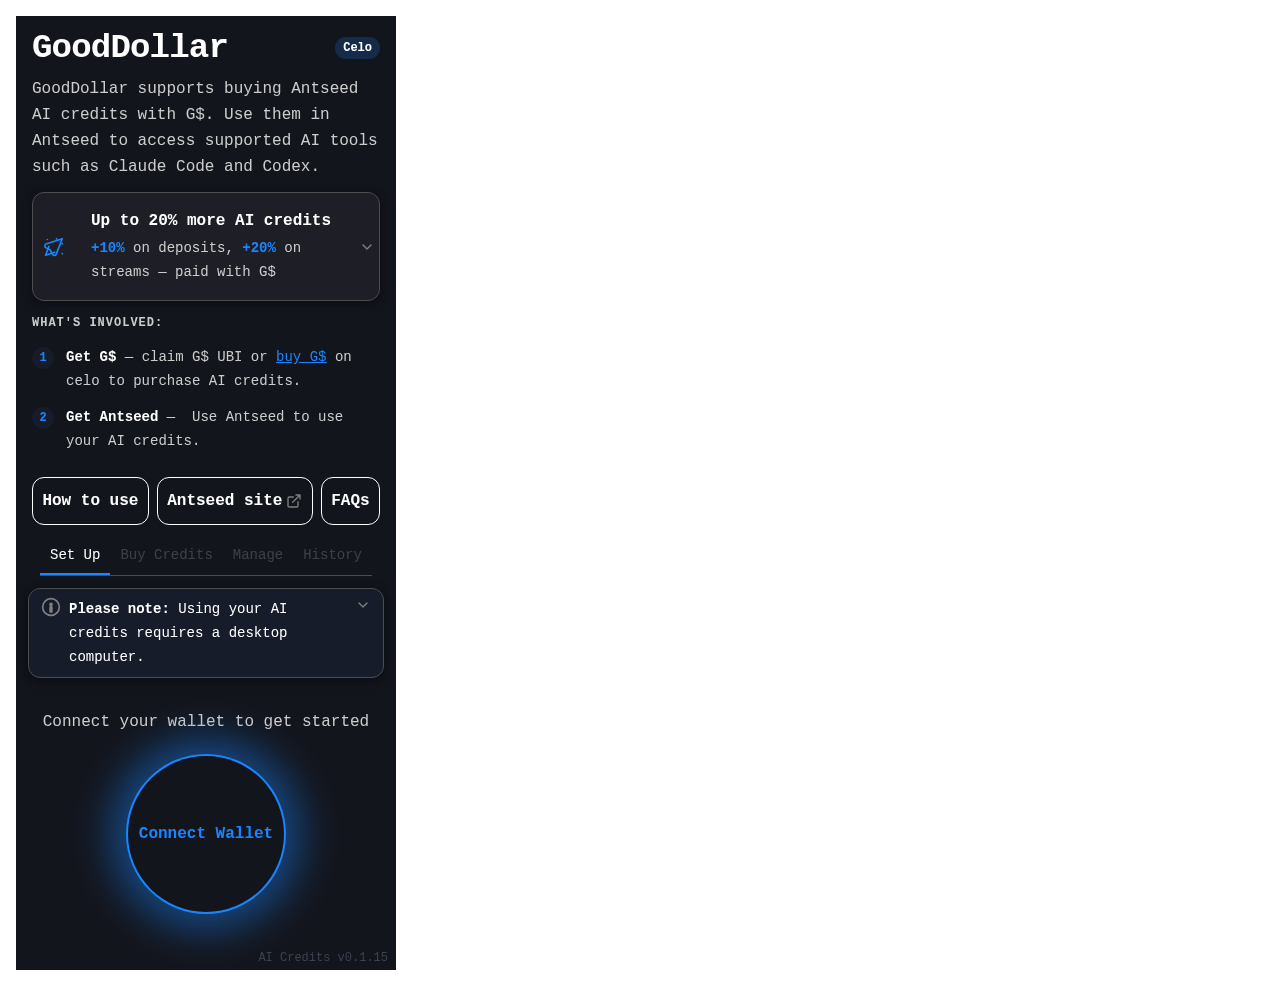 GoodDollar
Celo
GoodDollar supports buying Antseed
AI credits with G$. Use them in
Antseed to access supported AI tools
such as Claude Code and Codex.
Up to 20% more AI credits
+10% on deposits, +20% on
streams — paid with G$
WHAT'S INVOLVED:
1 Get G$ — claim G$ UBI or buy G$ on
celo to purchase AI credits.
2 Get Antseed — Use Antseed to use
your AI credits.
How to use Antseed site FAQs
Set Up Buy Credits Manage History
Please note: Using your AI
credits requires a desktop
computer.
Connect your wallet to get started
Connect Wallet
AI Credits v0.1.15